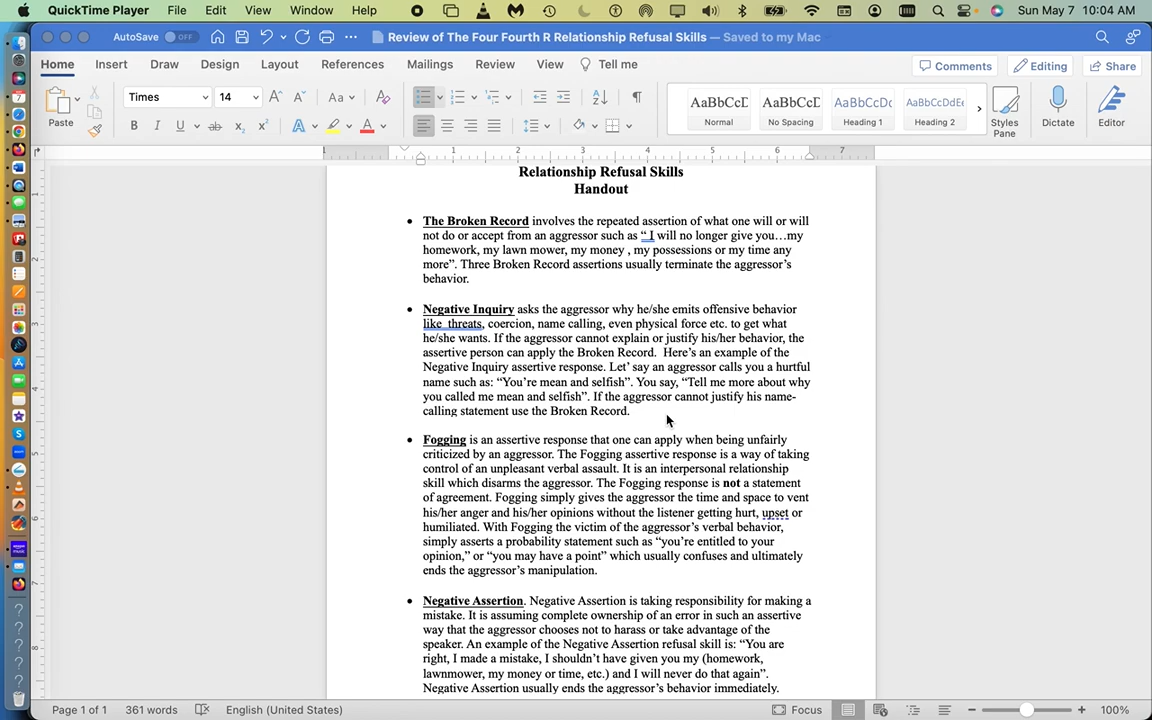 QuickTime Player File Edit View Window Help Sun May 7 10:04 AM
AutoSave OFF Review of The Four Fourth R Relationship Refusal Skills — Saved to my Mac
Home Insert Draw Design Layout References Mailings Review View Tell me Comments Editing Share
Paste Times 14 Aa AaBbCcDc Normal AaBbCcDc No Spacing AaBbCcDc Heading 1 AaBbCcDdEe Heading 2 Styles Pane Dictate Editor
1 1 2 3 4 5 6 7
Relationship Refusal Skills
Handout
• The Broken Record involves the repeated assertion of what one will or will
not do or accept from an aggressor such as “ I will no longer give you…my
homework, my lawn mower, my money , my possessions or my time any
more”. Three Broken Record assertions usually terminate the aggressor’s
behavior.
• Negative Inquiry asks the aggressor why he/she emits offensive behavior
like  threats, coercion, name calling, even physical force etc. to get what
he/she wants. If the aggressor cannot explain or justify his/her behavior, the
assertive person can apply the Broken Record.  Here’s an example of the
Negative Inquiry assertive response. Let’ say an aggressor calls you a hurtful
name such as: “You’re mean and selfish”. You say, “Tell me more about why
you called me mean and selfish”. If the aggressor cannot justify his name-
calling statement use the Broken Record.
• Fogging is an assertive response that one can apply when being unfairly
criticized by an aggressor. The Fogging assertive response is a way of taking
control of an unpleasant verbal assault. It is an interpersonal relationship
skill which disarms the aggressor. The Fogging response is not a statement
of agreement. Fogging simply gives the aggressor the time and space to vent
his/her anger and his/her opinions without the listener getting hurt, upset or
humiliated. With Fogging the victim of the aggressor’s verbal behavior,
simply asserts a probability statement such as “you’re entitled to your
opinion,” or “you may have a point” which usually confuses and ultimately
ends the aggressor’s manipulation.
• Negative Assertion. Negative Assertion is taking responsibility for making a
mistake. It is assuming complete ownership of an error in such an assertive
way that the aggressor chooses not to harass or take advantage of the
speaker. An example of the Negative Assertion refusal skill is: “You are
right, I made a mistake, I shouldn’t have given you my (homework,
lawnmower, my money or time, etc.) and I will never do that again”.
Negative Assertion usually ends the aggressor’s behavior immediately.
Page 1 of 1 361 words English (United States) Focus 100%